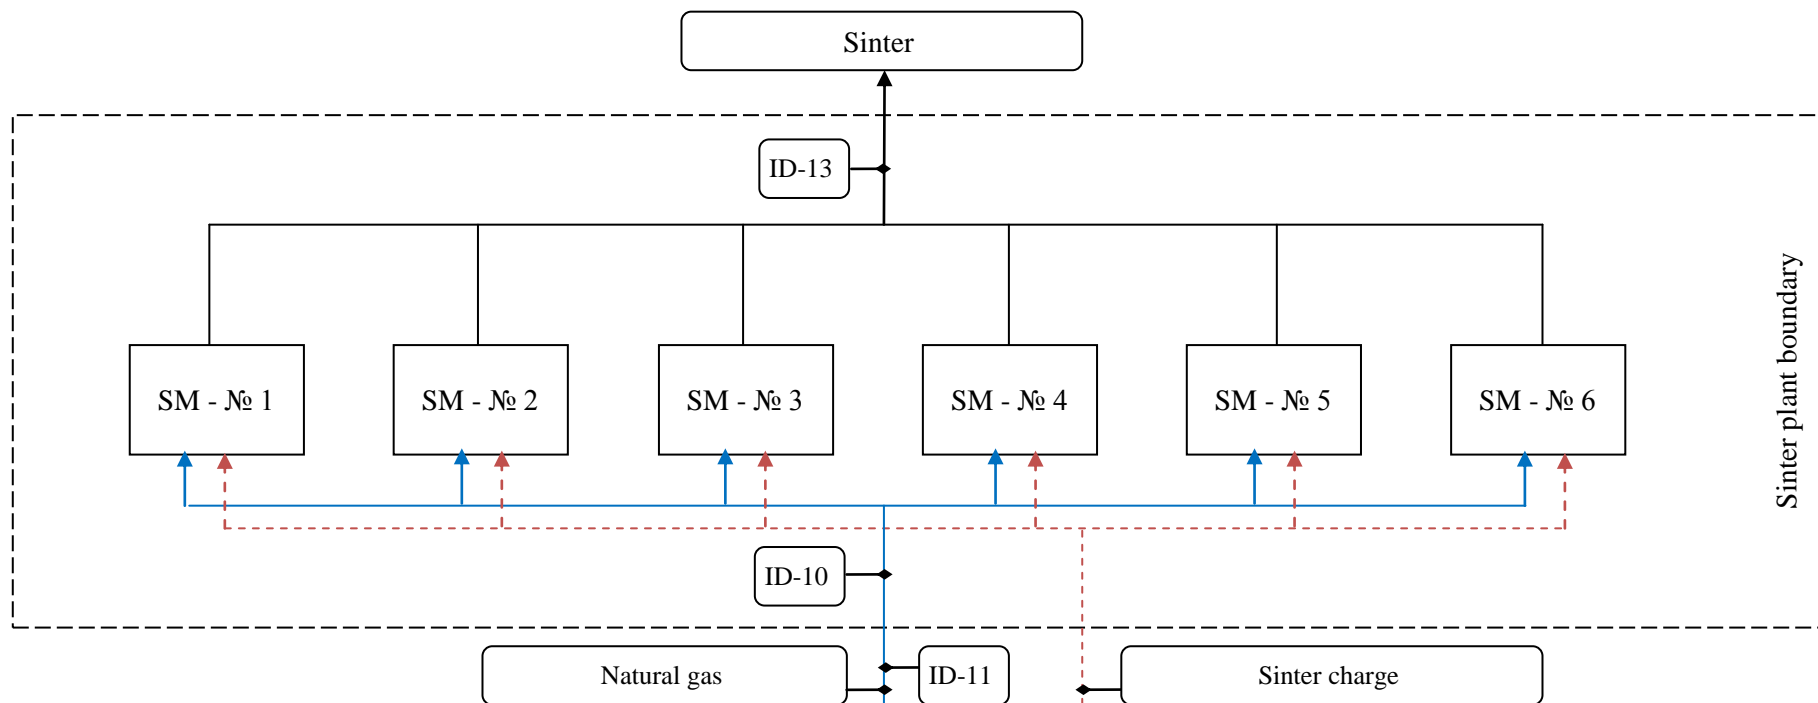 Sinter
ID-13
Sinter plant boundary
SM - № 1
SM - № 2
SM - № 3
SM - № 4
SM - № 5
SM - № 6
ID-10
Natural gas
ID-11
Sinter charge